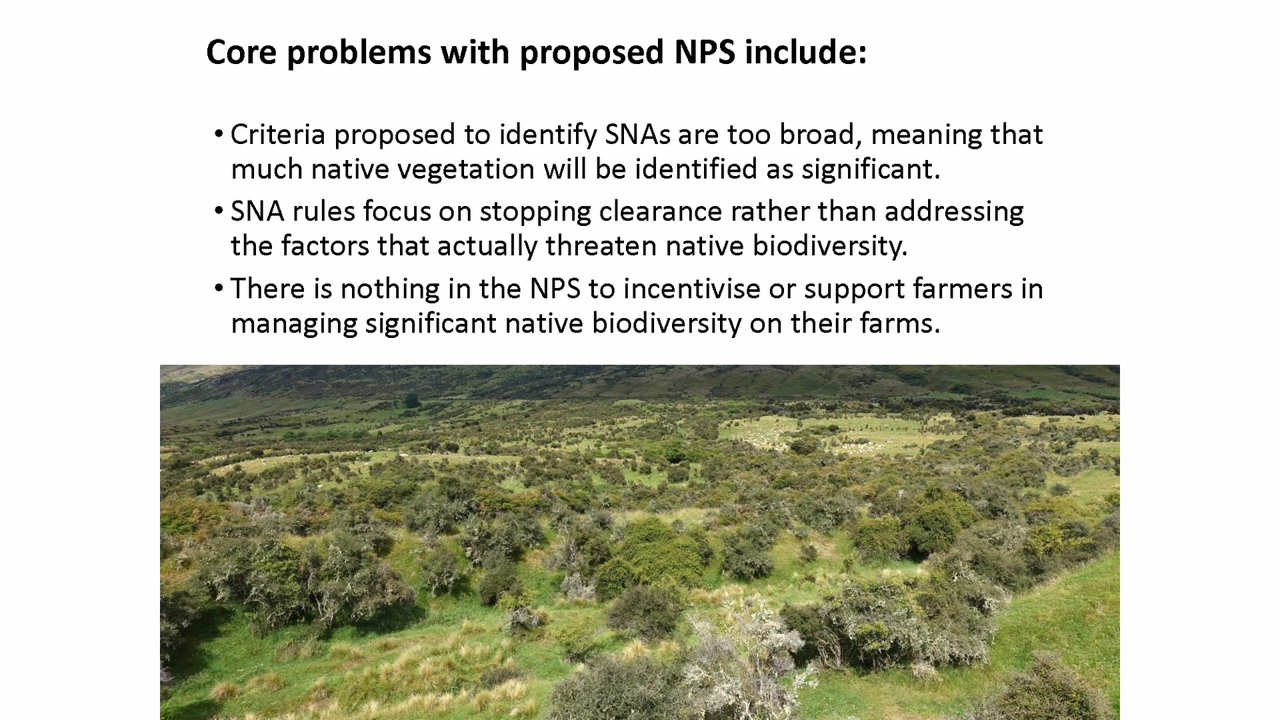 Core problems with proposed NPS include:
• Criteria proposed to identify SNAs are too broad, meaning that
much native vegetation will be identified as significant.
• SNA rules focus on stopping clearance rather than addressing
the factors that actually threaten native biodiversity.
• There is nothing in the NPS to incentivise or support farmers in
managing significant native biodiversity on their farms.